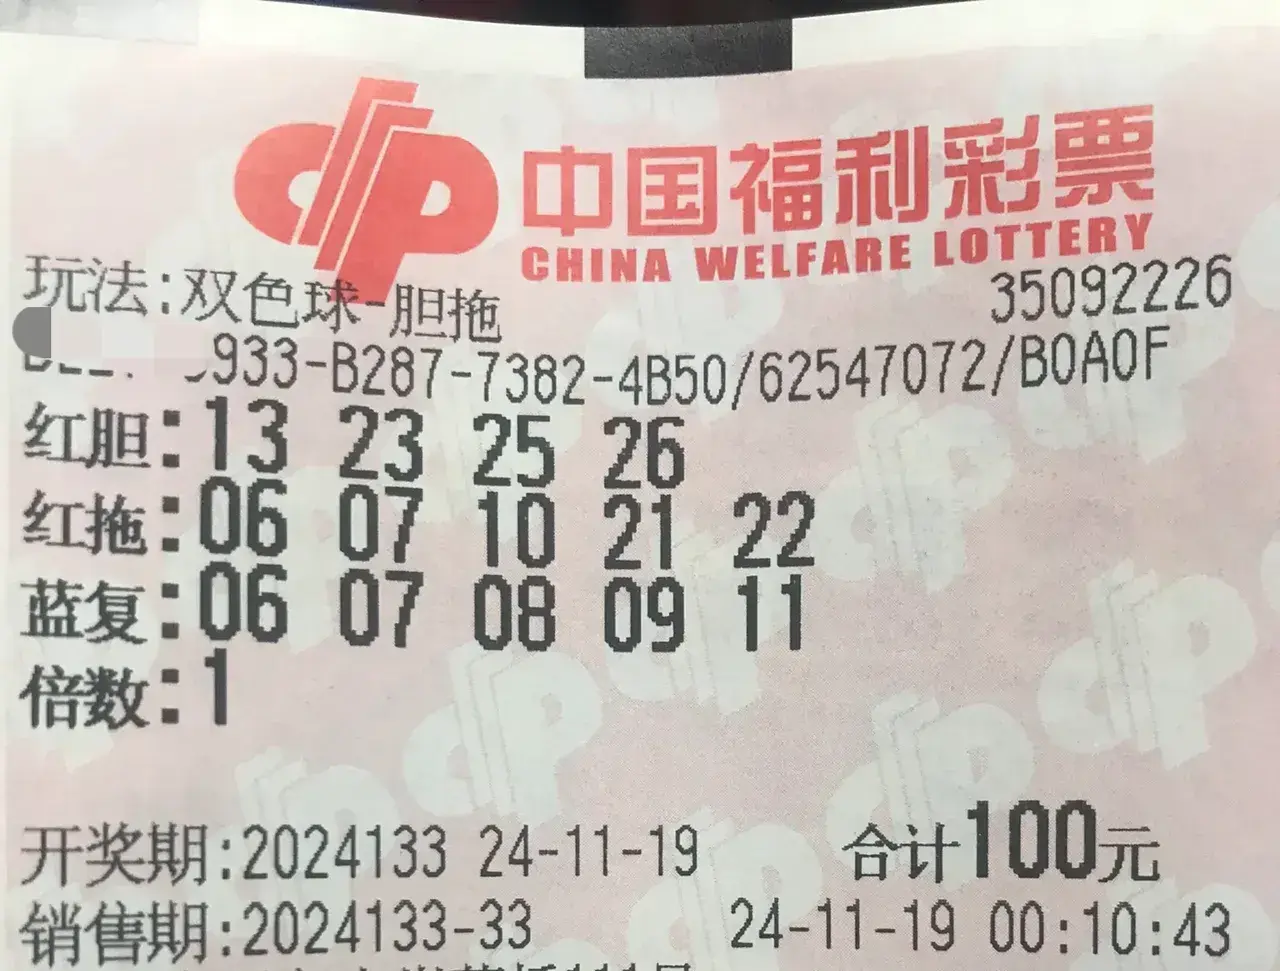 中国福利彩票
CHINA WELFARE LOTTERY
玩法:双色球-胆拖
35092226
933-B287-7382-4B50/62547072/B0A0F
红胆:13 23 25 26
红拖:06 07 10 21 22
蓝复:06 07 08 09 11
倍数:1
开奖期:2024133 24-11-19 合计100元
销售期:2024133-33 24-11-19 00:10:43